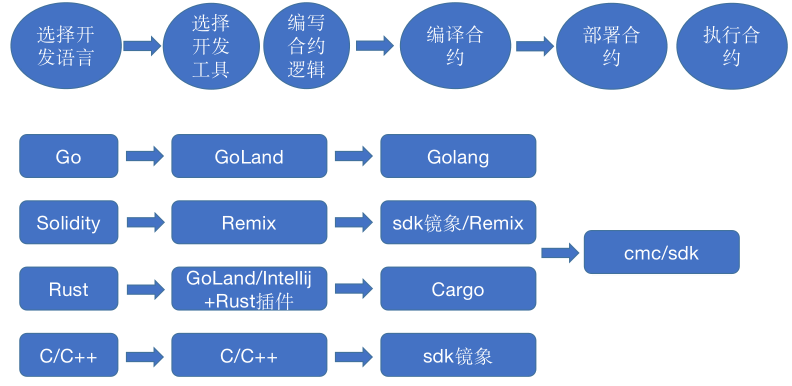 选择开
发语言
选择
开发
工具
编写
合约
逻辑
编译合
约
部署合
约
执行合
约
Go
GoLand
Golang
Solidity
Remix
sdk镜象/Remix
cmc/sdk
Rust
GoLand/Intellij
+Rust插件
Cargo
C/C++
C/C++
sdk镜象